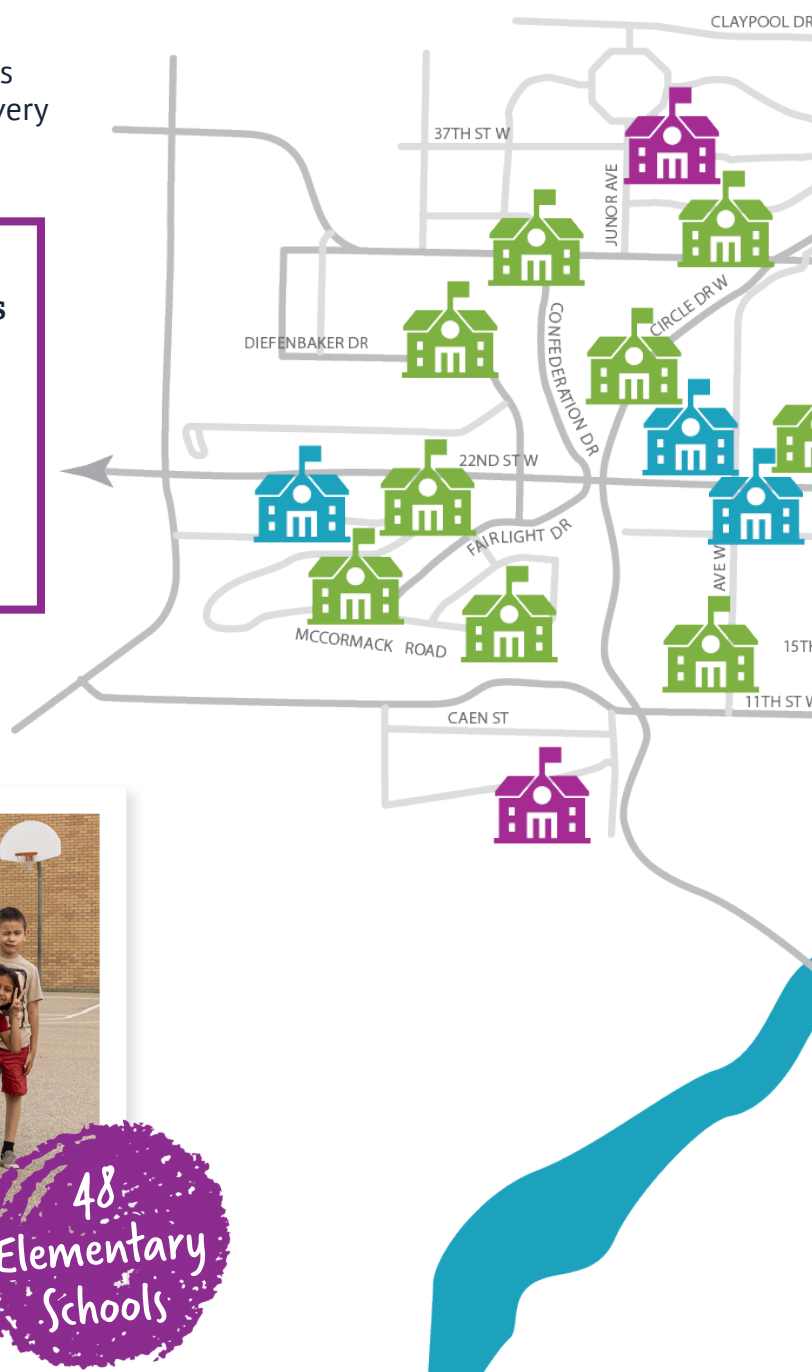 CLAYPOOL DR
s
very
37TH ST W
JUNOR AVE
s
CIRCLE DR W
CONFEDERATION DR
DIEFENBAKER DR
22ND ST W
FAIRLIGHT DR
AVE W
MCCORMACK ROAD
15TH
11TH ST W
CAEN ST
48
Elementary
Schools